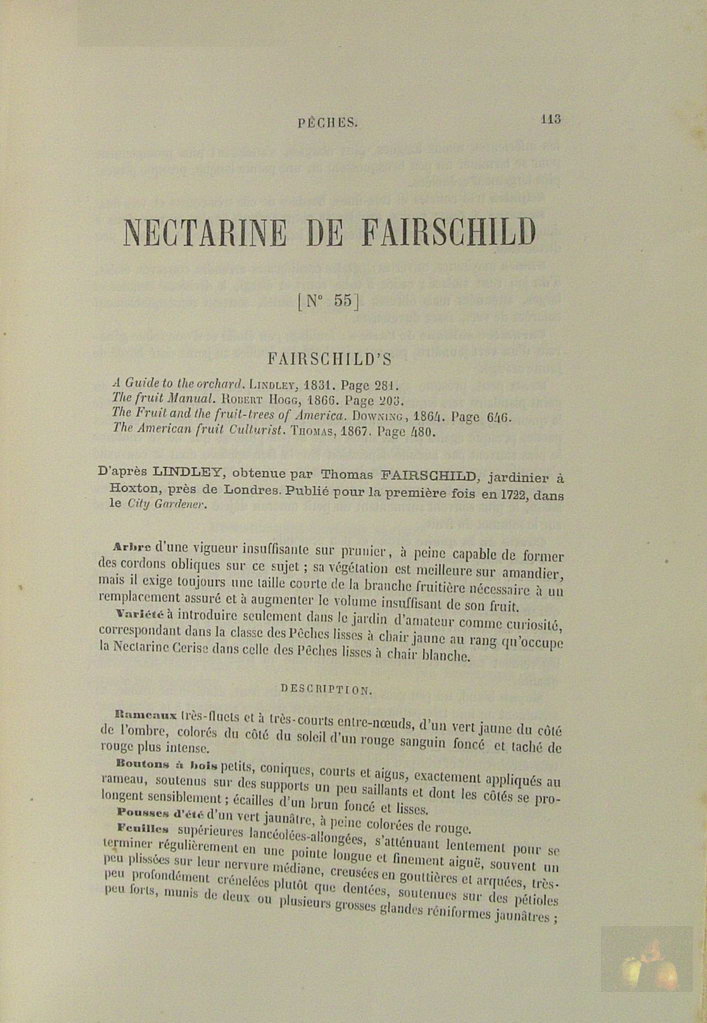 PÊCHES. 113
NECTARINE DE FAIRSCHILD
[N° 55]
FAIRSCHILD'S
A Guide to the orchard. LINDLEY, 1831. Page 281.
The fruit Manual. ROBERT HOGG, 1866. Page 203.
The Fruit and the fruit-trees of America. DOWNING, 1864. Page 646.
The American fruit Culturist. THOMAS, 1867. Page 480.
D'après LINDLEY, obtenue par Thomas FAIRSCHILD, jardinier à
Hoxton, près de Londres. Publié pour la première fois en 1722, dans
le City Gardener.
Arbre d'une vigueur insuffisante sur prunier, à peine capable de former
des cordons obliques sur ce sujet ; sa végétation est meilleure sur amandier,
mais il exige toujours une taille courte de la branche fruitière nécessaire à un
remplacement assuré et à augmenter le volume insuffisant de son fruit.
Variété à introduire seulement dans le jardin d'amateur comme curiosité,
correspondant dans la classe des Pêches lisses à chair jaune au rang qu'occupe
la Nectarine Cerise dans celle des Pêches lisses à chair blanche.
DESCRIPTION.
Rameaux très-fluets et à très-courts entre-nœuds, d'un vert jaune du côté
de l'ombre, colorés du côté du soleil d'un rouge sanguin foncé et taché de
rouge plus intense.
Boutons à bois petits, coniques, courts et aigus, exactement appliqués au
rameau, soutenus sur des supports un peu saillants et dont les côtés se pro-
longent sensiblement ; écailles d'un brun foncé et lisses.
Pousses d'été d'un vert jaunâtre, à peine colorées de rouge.
Feuilles supérieures lancéolées-allongées, s'atténuant lentement pour se
terminer régulièrement en une pointe longue et finement aiguë, souvent un
peu plissées sur leur nervure médiane, creusées en gouttières et arquées, très-
peu profondément crénelées plutôt que dentées, soutenues sur des pétioles
peu forts, munis de deux ou plusieurs grosses glandes réniformes jaunâtres ;